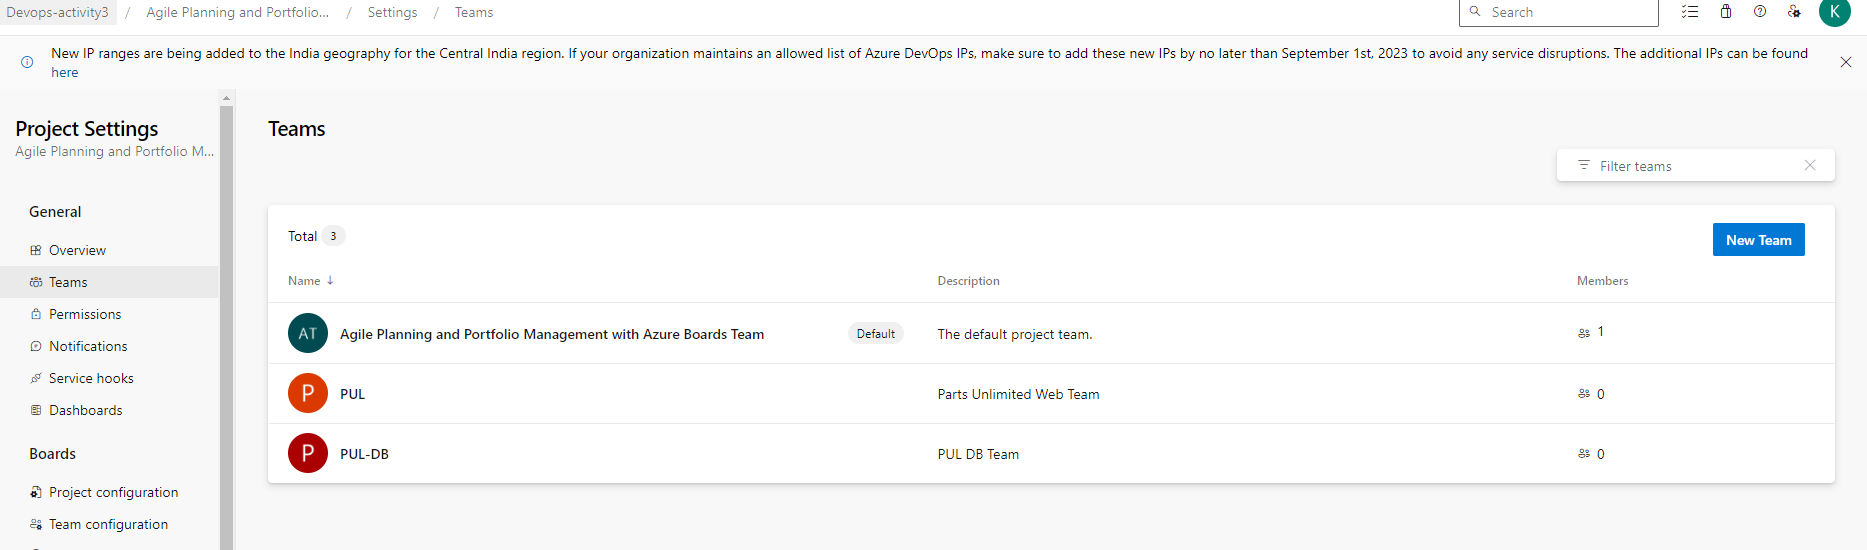 Devops-activity3 / Agile Planning and Portfolio... / Settings / Teams
Search
K
New IP ranges are being added to the India geography for the Central India region. If your organization maintains an allowed list of Azure DevOps IPs, make sure to add these new IPs by no later than September 1st, 2023 to avoid any service disruptions. The additional IPs can be found
here
Project Settings
Agile Planning and Portfolio M...
General
Overview
Teams
Permissions
Notifications
Service hooks
Dashboards
Boards
Project configuration
Team configuration
Teams
Filter teams
Total 3
New Team
Name Description Members
AT Agile Planning and Portfolio Management with Azure Boards Team Default The default project team. 1
P PUL Parts Unlimited Web Team 0
P PUL-DB PUL DB Team 0